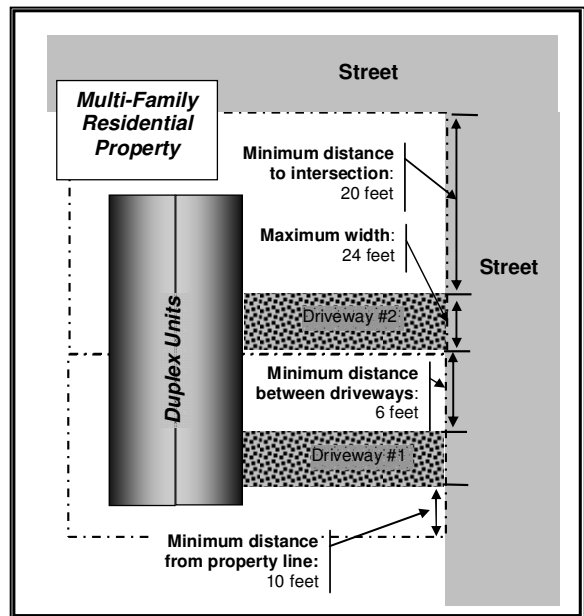 Street
Multi-Family
Residential
Property
Minimum distance
to intersection:
20 feet
Maximum width:
24 feet
Street
Duplex Units
Driveway #2
Minimum distance
between driveways:
6 feet
Driveway #1
Minimum distance
from property line:
10 feet